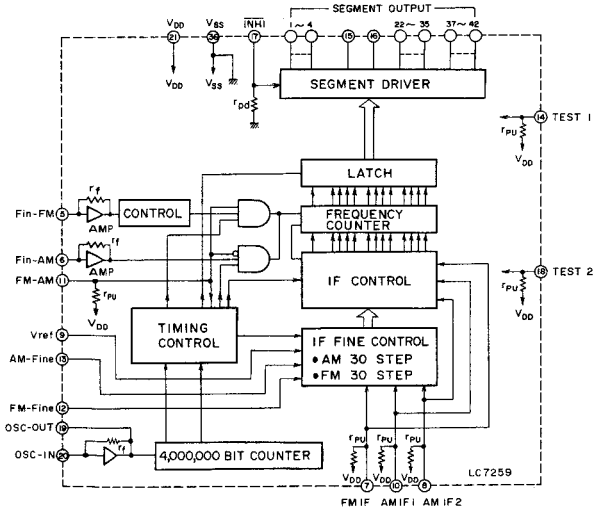 SEGMENT OUTPUT
VDD VSS INH 1 ~ 4 22 ~ 35 37 ~ 42
21 36 17 15 16
VDD VSS
SEGMENT DRIVER
rpd
14 TEST 1
rPU
VDD
LATCH
rf
Fin-FM 5 CONTROL
AMP
FREQUENCY
COUNTER
rf
Fin-AM 6
AMP
FM-AM 11
rPU
VDD
IF CONTROL
18 TEST 2
rPU
VDD
TIMING
CONTROL
Vref 9
AM-Fine 13
IF FINE CONTROL
●AM 30 STEP
●FM 30 STEP
FM-Fine 12
OSC-OUT 19
rf
OSC-IN 20
4,000,000 BIT COUNTER
rPU rPU rPU
VDD VDD VDD
LC7259
7 10 8
FMIF AMIF1 AMIF2